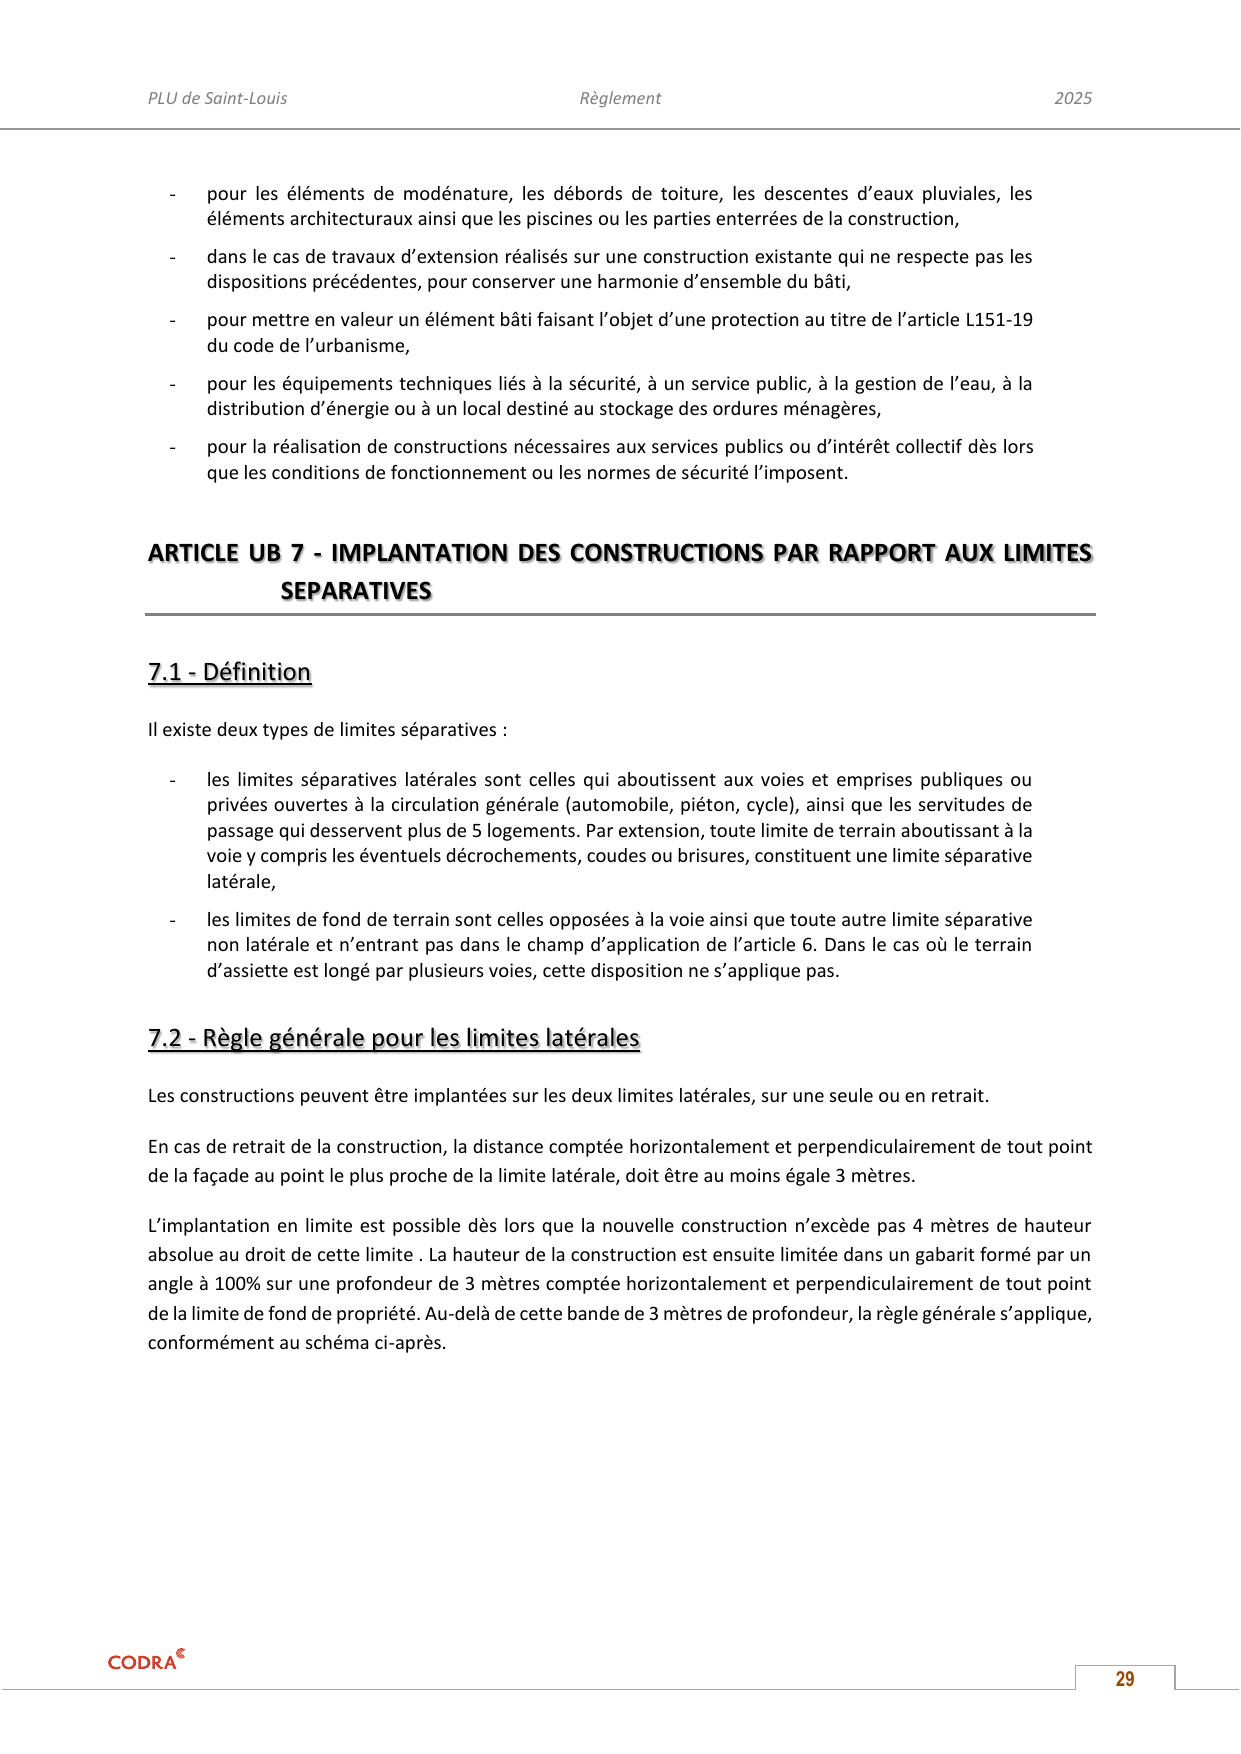 PLU de Saint-Louis Règlement 2025
- pour les éléments de modénature, les débords de toiture, les descentes d’eaux pluviales, les
éléments architecturaux ainsi que les piscines ou les parties enterrées de la construction,
- dans le cas de travaux d’extension réalisés sur une construction existante qui ne respecte pas les
dispositions précédentes, pour conserver une harmonie d’ensemble du bâti,
- pour mettre en valeur un élément bâti faisant l’objet d’une protection au titre de l’article L151-19
du code de l’urbanisme,
- pour les équipements techniques liés à la sécurité, à un service public, à la gestion de l’eau, à la
distribution d’énergie ou à un local destiné au stockage des ordures ménagères,
- pour la réalisation de constructions nécessaires aux services publics ou d’intérêt collectif dès lors
que les conditions de fonctionnement ou les normes de sécurité l’imposent.
ARTICLE UB 7 - IMPLANTATION DES CONSTRUCTIONS PAR RAPPORT AUX LIMITES
SEPARATIVES
7.1 - Définition
Il existe deux types de limites séparatives :
- les limites séparatives latérales sont celles qui aboutissent aux voies et emprises publiques ou
privées ouvertes à la circulation générale (automobile, piéton, cycle), ainsi que les servitudes de
passage qui desservent plus de 5 logements. Par extension, toute limite de terrain aboutissant à la
voie y compris les éventuels décrochements, coudes ou brisures, constituent une limite séparative
latérale,
- les limites de fond de terrain sont celles opposées à la voie ainsi que toute autre limite séparative
non latérale et n’entrant pas dans le champ d’application de l’article 6. Dans le cas où le terrain
d’assiette est longé par plusieurs voies, cette disposition ne s’applique pas.
7.2 - Règle générale pour les limites latérales
Les constructions peuvent être implantées sur les deux limites latérales, sur une seule ou en retrait.
En cas de retrait de la construction, la distance comptée horizontalement et perpendiculairement de tout point
de la façade au point le plus proche de la limite latérale, doit être au moins égale 3 mètres.
L’implantation en limite est possible dès lors que la nouvelle construction n’excède pas 4 mètres de hauteur
absolue au droit de cette limite . La hauteur de la construction est ensuite limitée dans un gabarit formé par un
angle à 100% sur une profondeur de 3 mètres comptée horizontalement et perpendiculairement de tout point
de la limite de fond de propriété. Au-delà de cette bande de 3 mètres de profondeur, la règle générale s’applique,
conformément au schéma ci-après.
CODRA
29